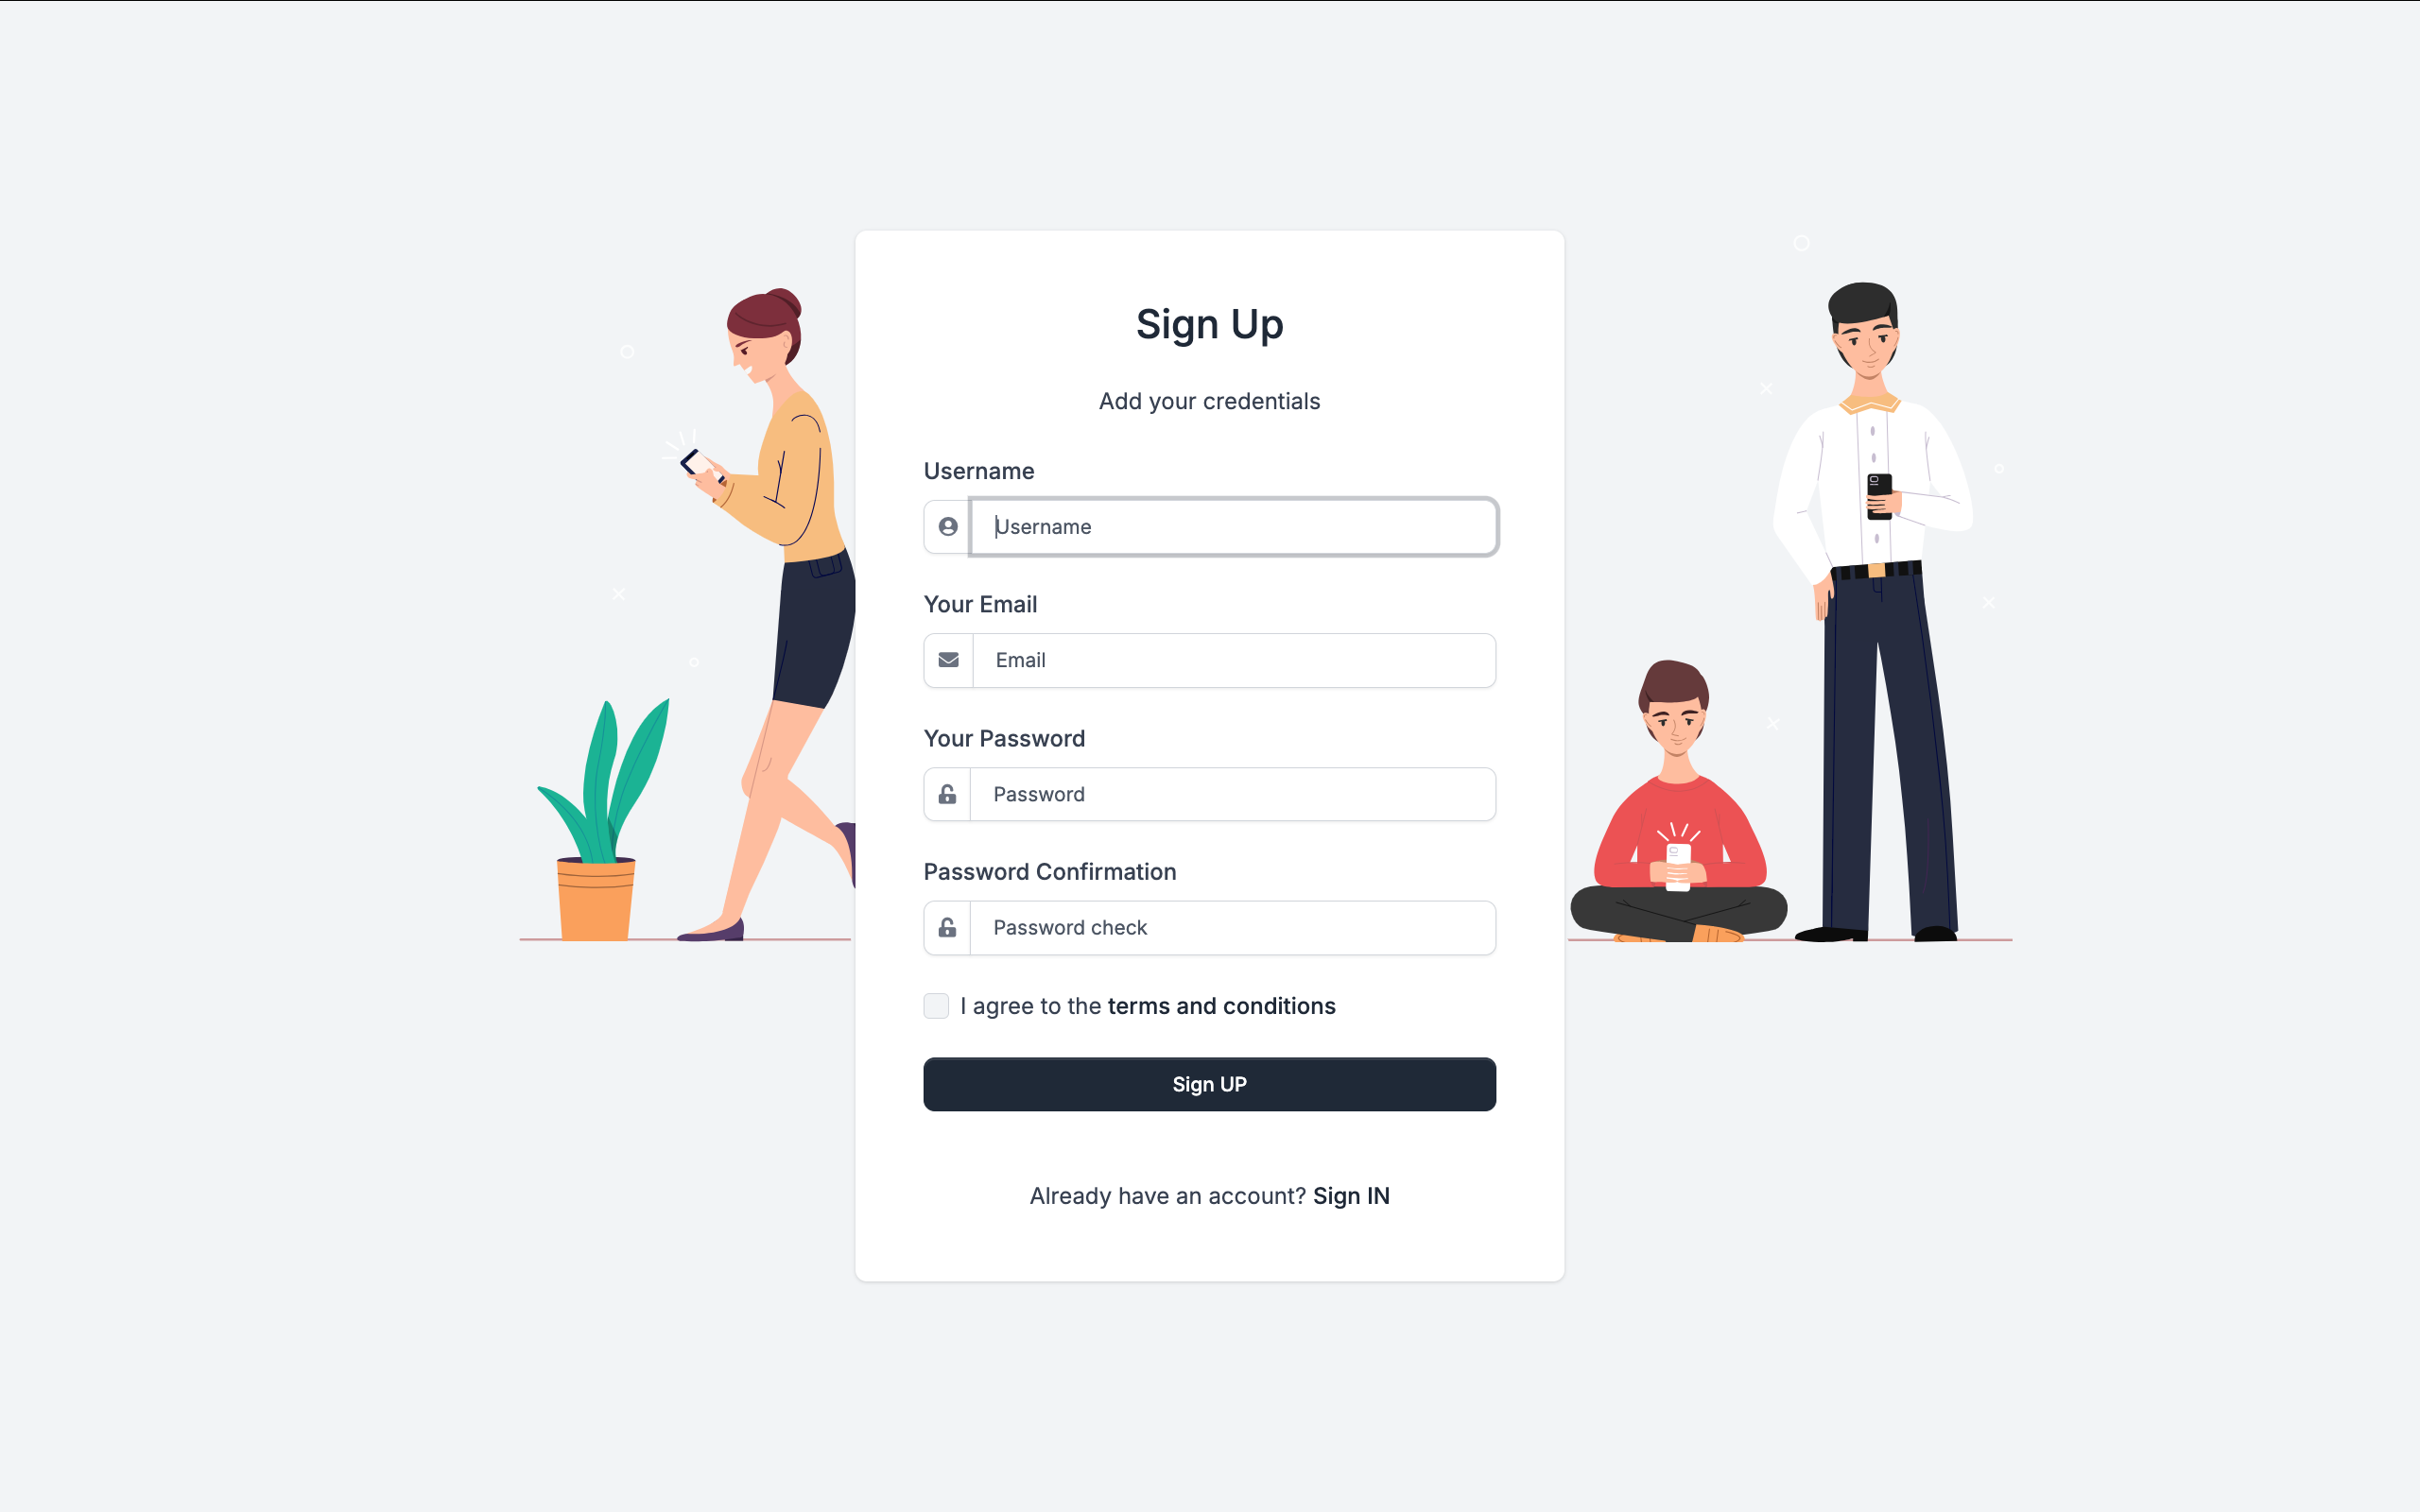 Sign Up
Add your credentials
Username
Username
Your Email
Email
Your Password
Password
Password Confirmation
Password check
I agree to the terms and conditions
Sign UP
Already have an account? Sign IN